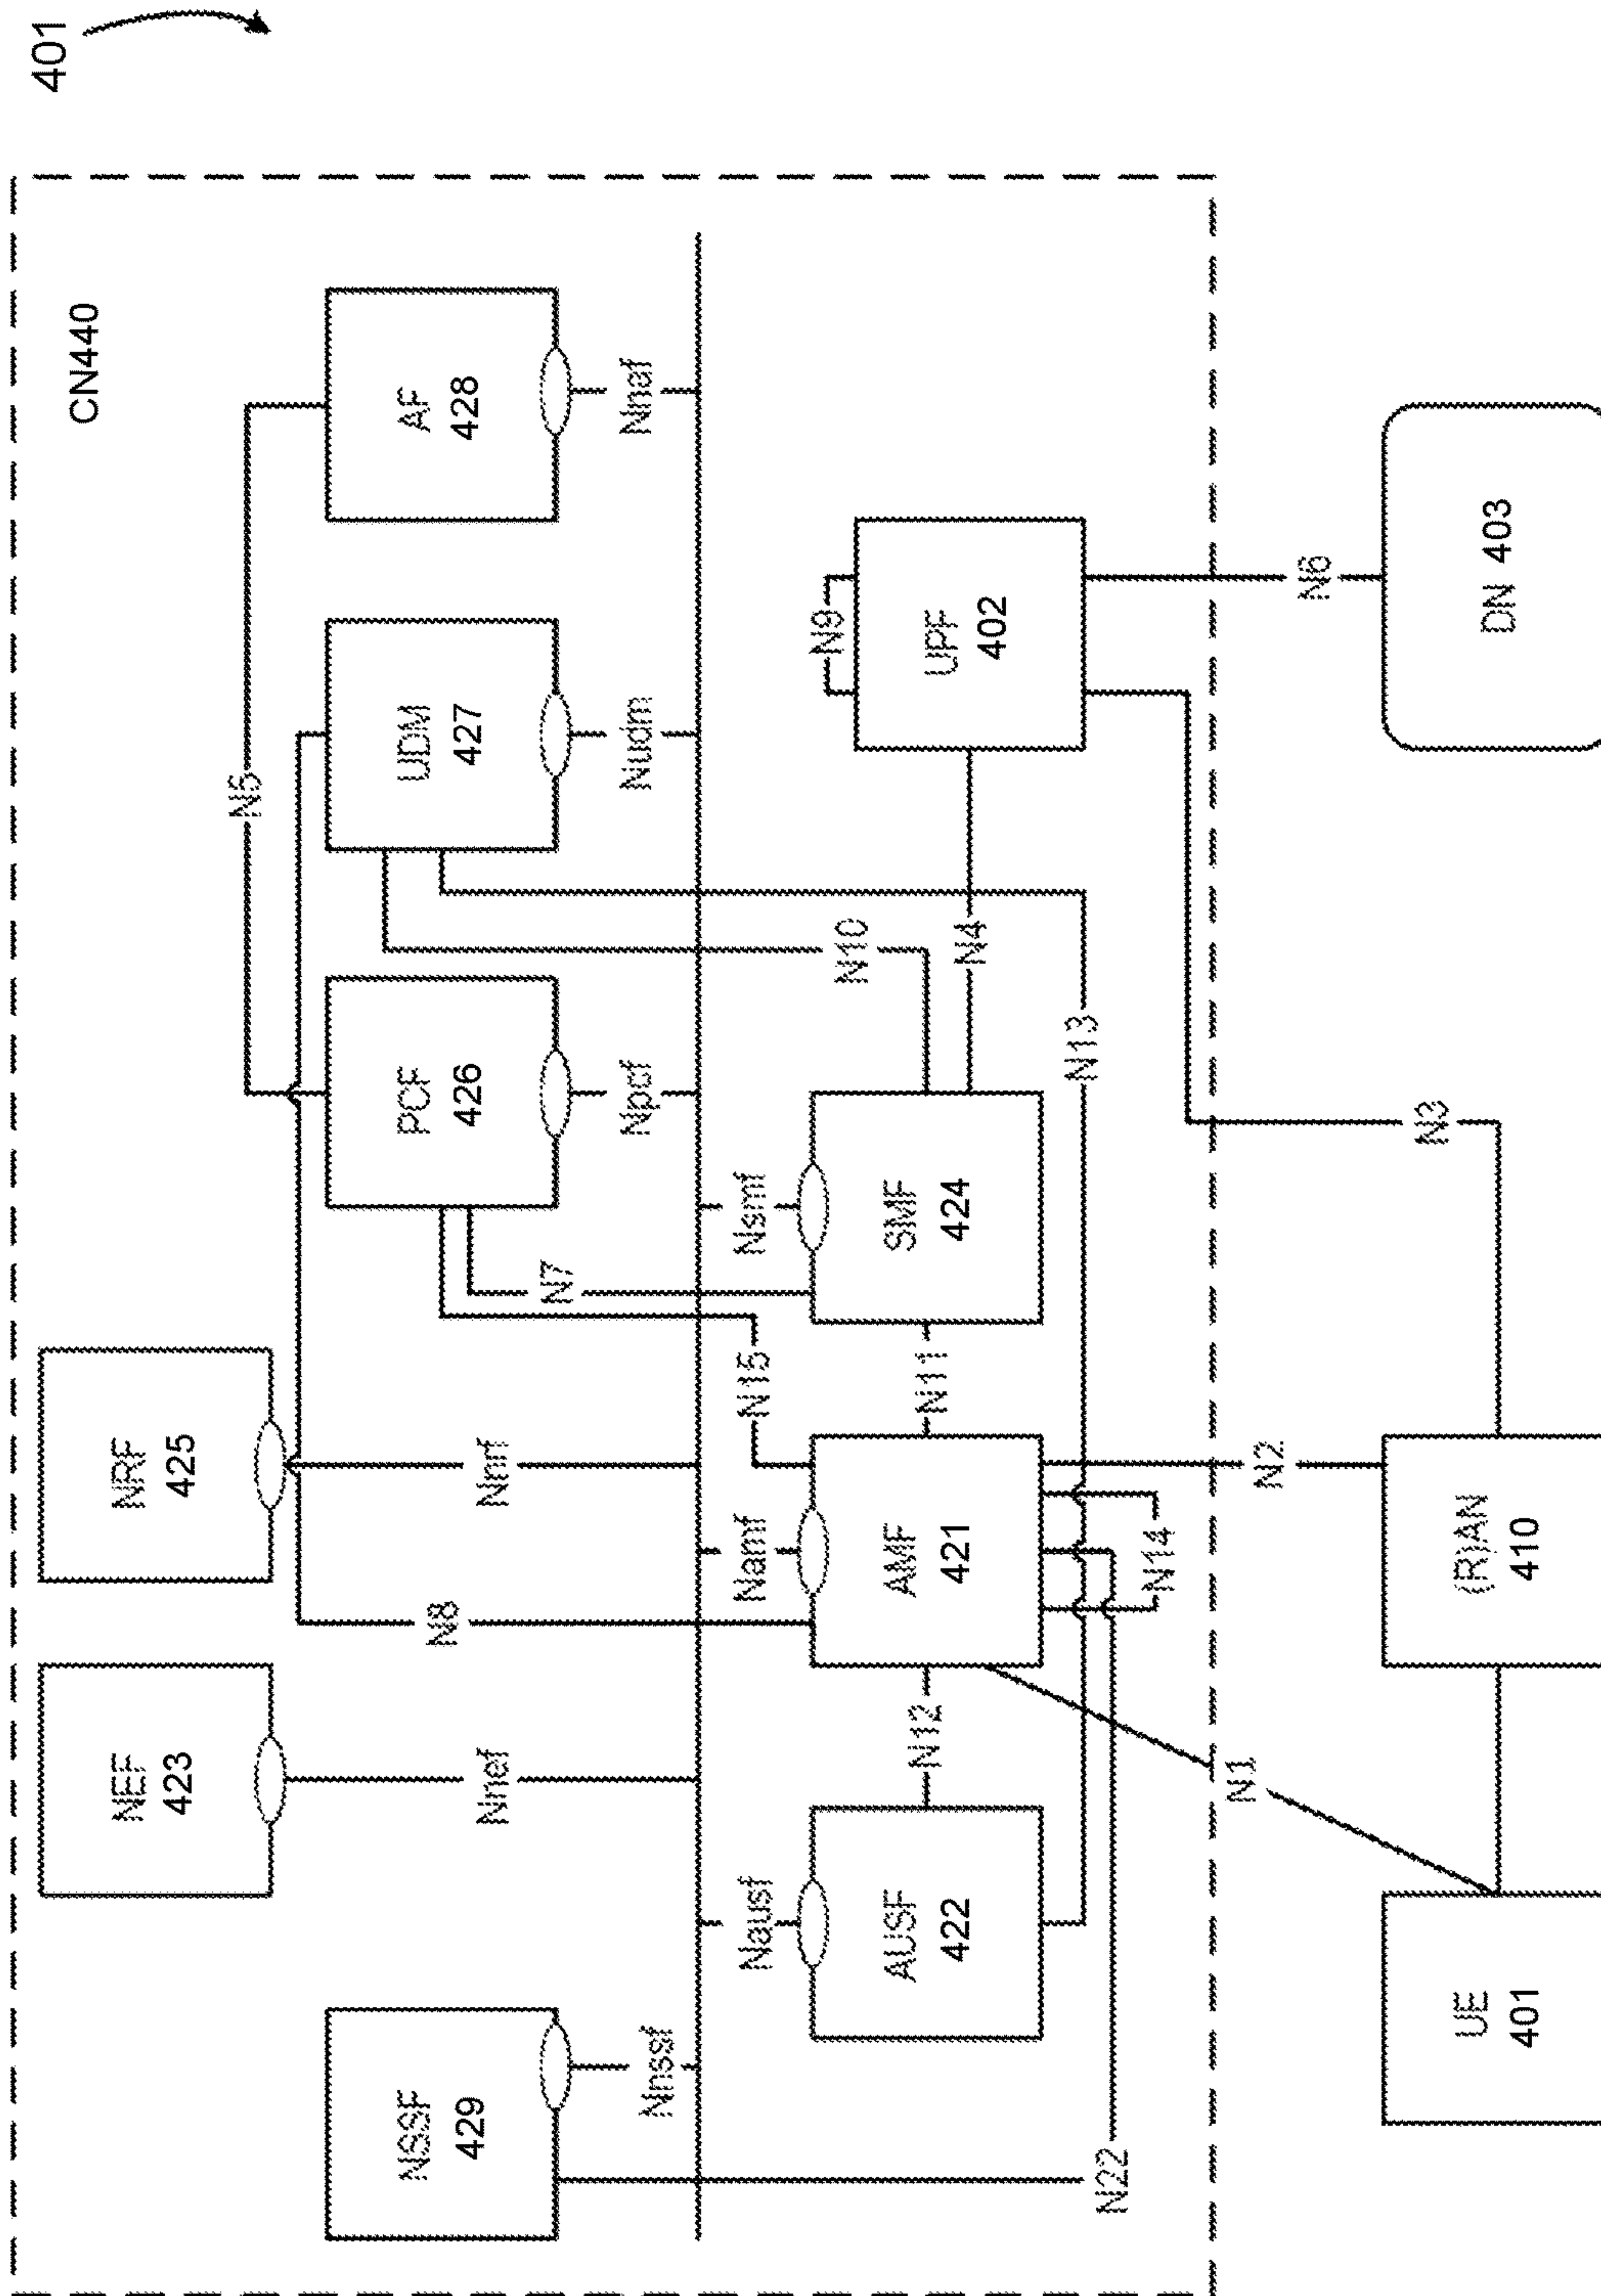 401
CN440
NEF
423
NRF
425
N5
NSSF
429
N8
PCF
426
UDM
427
AF
428
Nnef
Nnrf
N7
Nnssf
Npcf
Nudm
Nnaf
Nausf
Namf
N15
Nsmf
N10
N9
AUSF
422
N12
AMF
421
N11
SMF
424
N4
UPF
402
N13
N22
N14
N1
N2
N6
N3
UE
401
(R)AN
410
DN 403